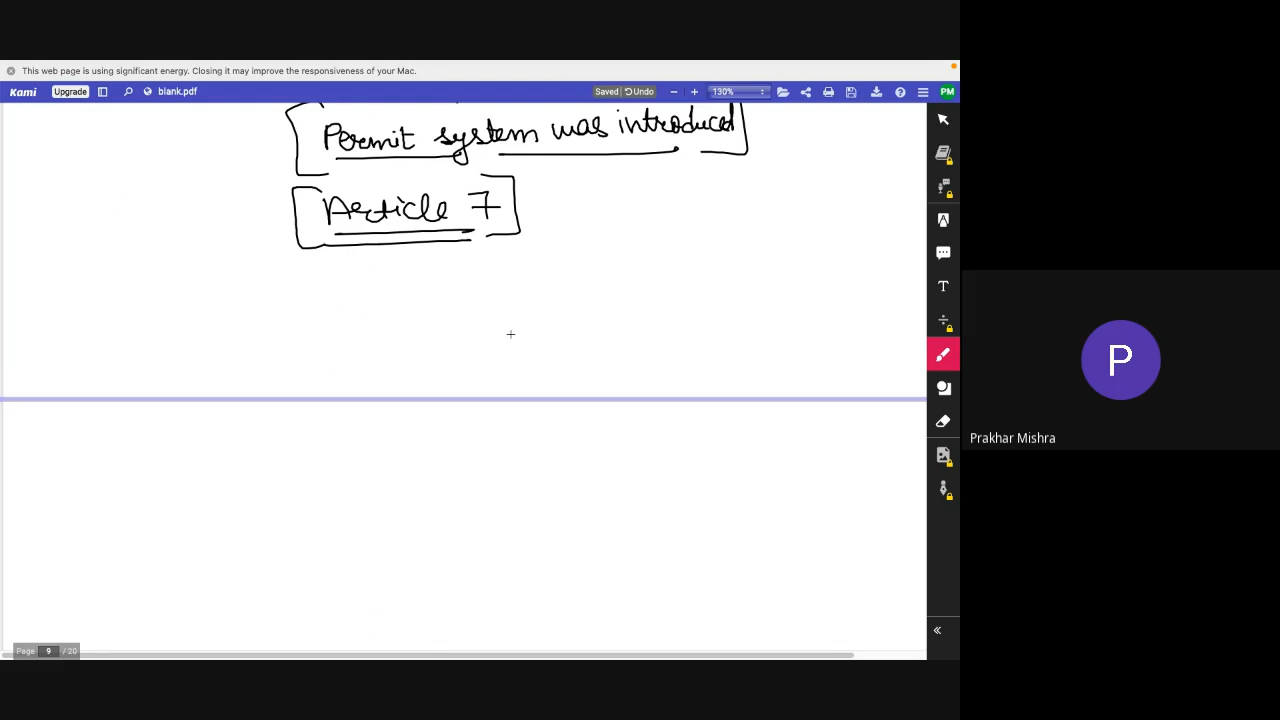 This web page is using significant energy. Closing it may improve the responsiveness of your Mac.
Kami Upgrade blank.pdf Saved Undo 130% PM
Permit system was introduced
Article 7
T
P
Prakhar Mishra
Page 9 / 20